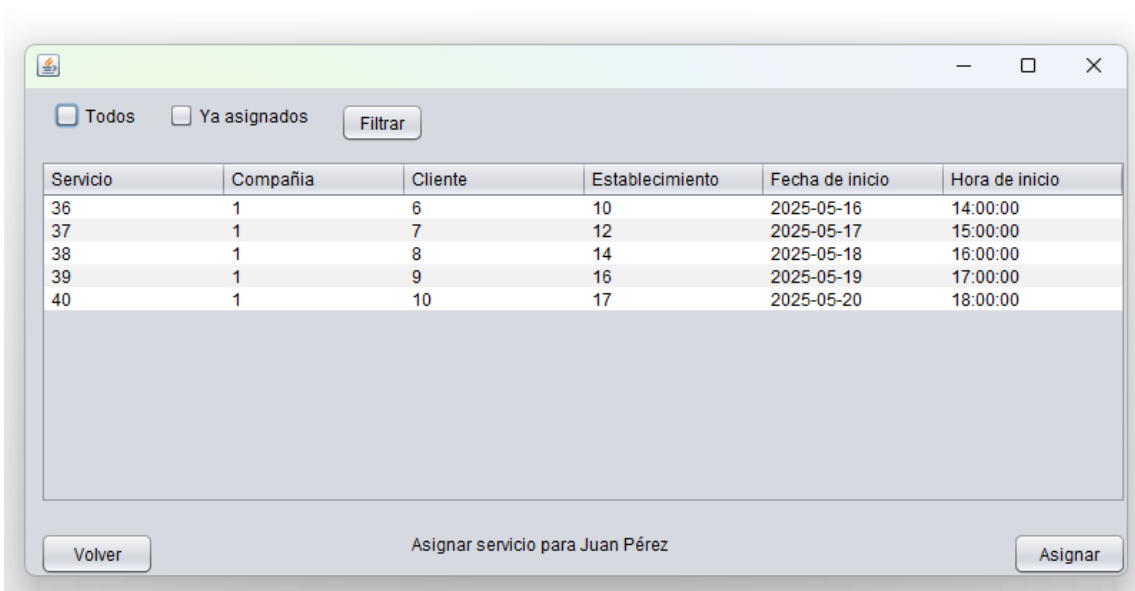 Todos Ya asignados Filtrar
Servicio Compañia Cliente Establecimiento Fecha de inicio Hora de inicio
36 1 6 10 2025-05-16 14:00:00
37 1 7 12 2025-05-17 15:00:00
38 1 8 14 2025-05-18 16:00:00
39 1 9 16 2025-05-19 17:00:00
40 1 10 17 2025-05-20 18:00:00
Volver Asignar servicio para Juan Pérez Asignar